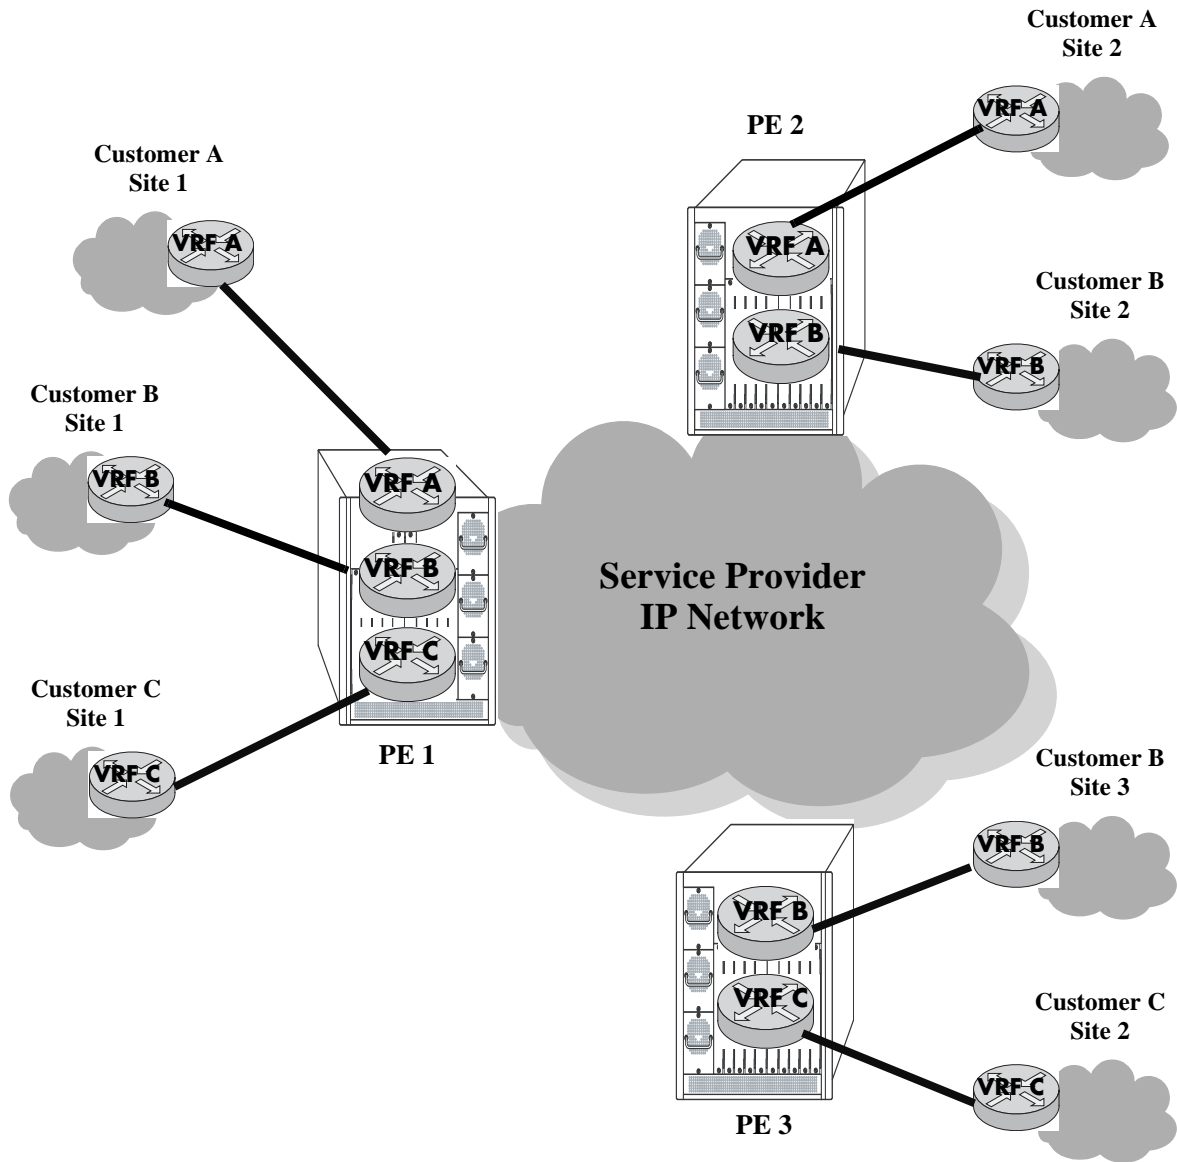 Customer A
Site 2
VRF A
PE 2
VRF A
VRF B
Customer B
Site 2
VRF B
Customer A
Site 1
VRF A
Customer B
Site 1
VRF B
Customer C
Site 1
VRF C
VRF A
VRF B
VRF C
PE 1
Service Provider
IP Network
Customer B
Site 3
VRF B
VRF B
VRF C
PE 3
Customer C
Site 2
VRF C